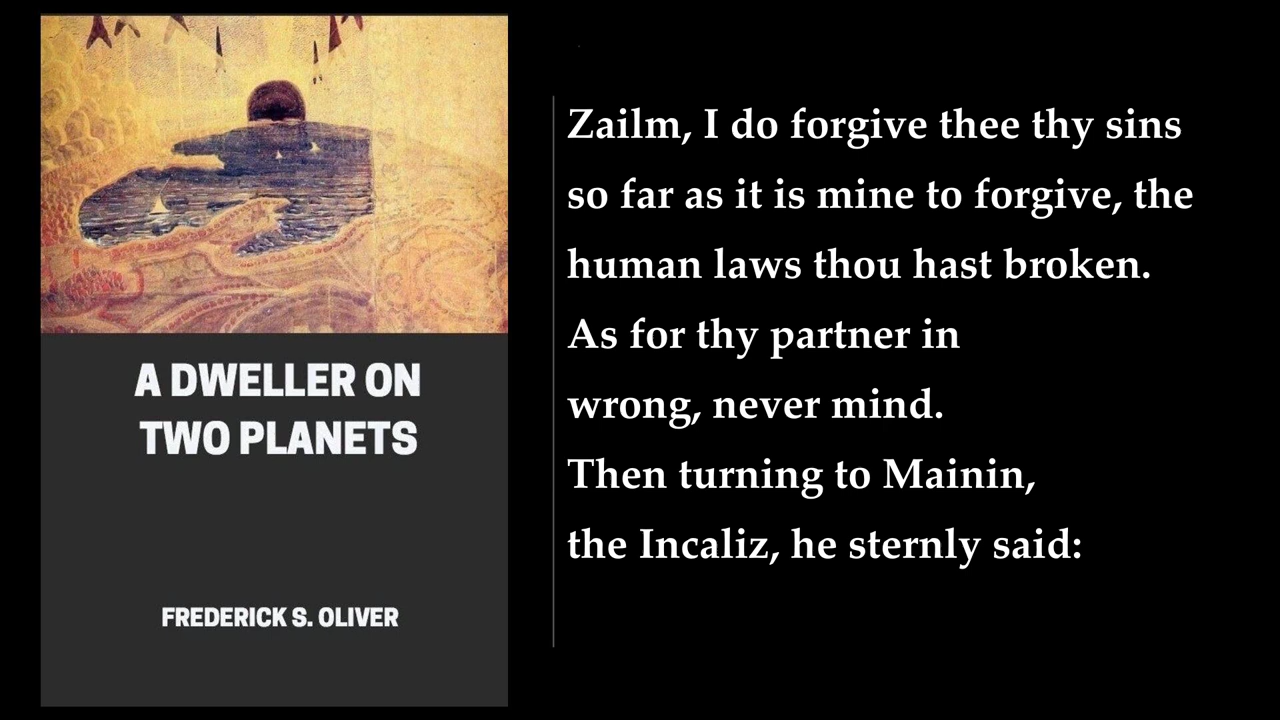 A DWELLER ON
TWO PLANETS
FREDERICK S. OLIVER
Zailm, I do forgive thee thy sins
so far as it is mine to forgive, the
human laws thou hast broken.
As for thy partner in
wrong, never mind.
Then turning to Mainin,
the Incaliz, he sternly said: